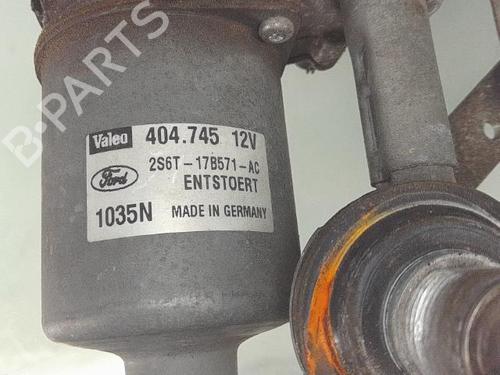 B-PARTS
Valeo 404.745 12V
Ford 2S6T-17B571-AC
ENTSTOERT
1035N MADE IN GERMANY